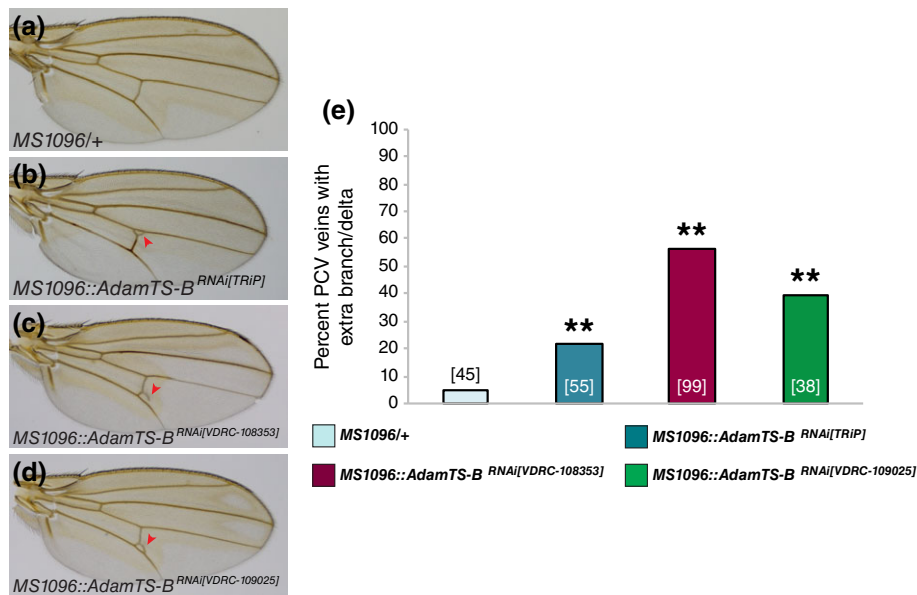 (a)
MS1096/+
(b)
MS1096::AdamTS-B RNAi[TRiP]
(c)
MS1096::AdamTS-B RNAi[VDRC-108353]
(d)
MS1096::AdamTS-B RNAi[VDRC-109025]
(e)
Percent PCV veins with
extra branch/delta
100
90
80
70
60
50
40
30
20
10
0
[45]
**
[55]
**
[99]
**
[38]
MS1096/+
MS1096::AdamTS-B RNAi[TRiP]
MS1096::AdamTS-B RNAi[VDRC-108353]
MS1096::AdamTS-B RNAi[VDRC-109025]